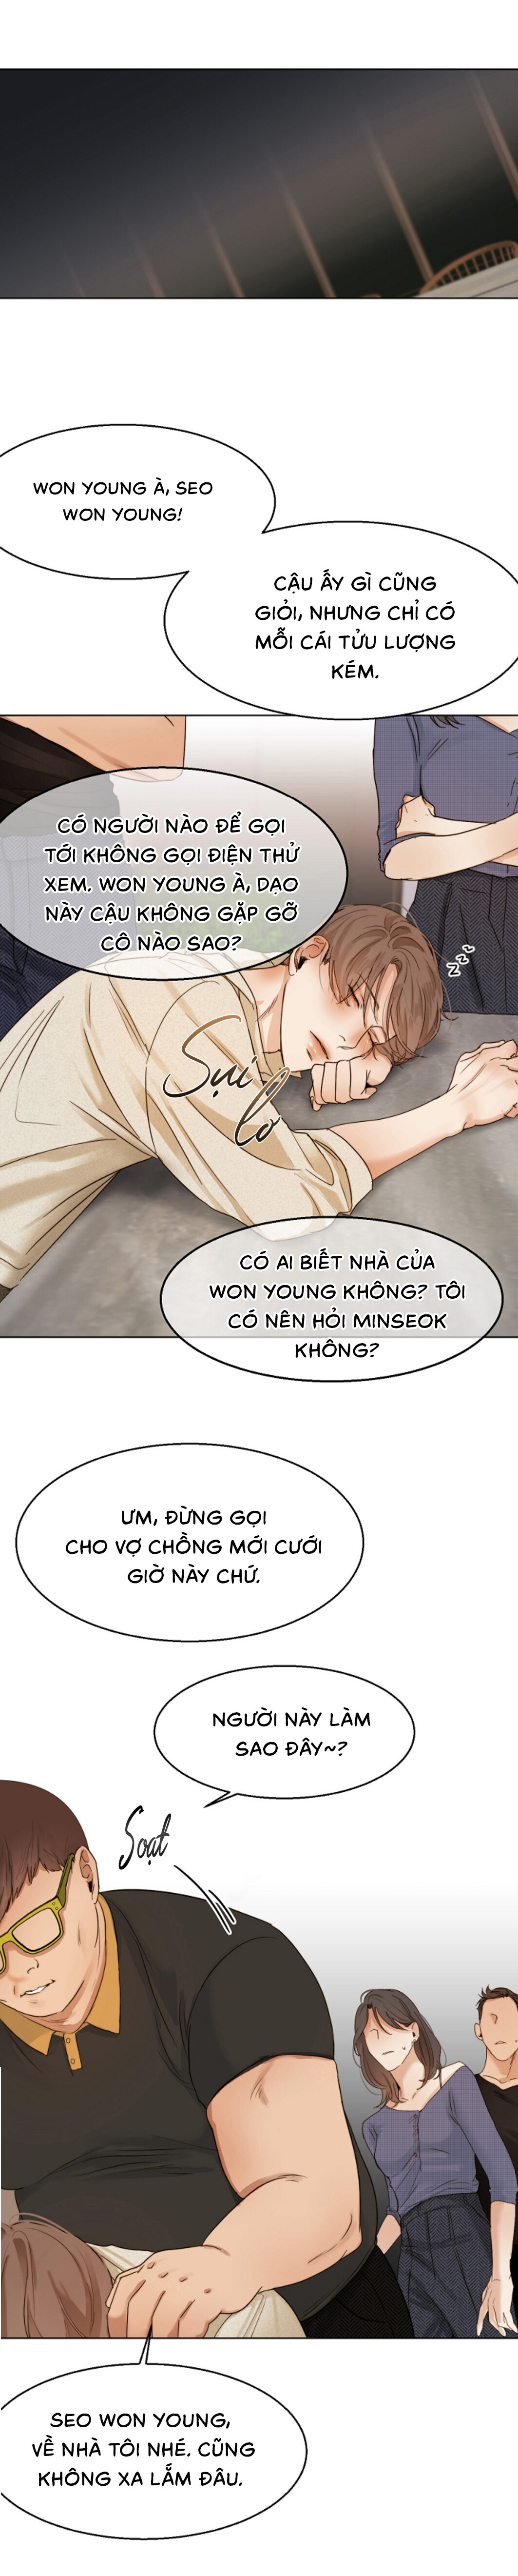 WON YOUNG À, SEO
WON YOUNG!
CẬU ẤY GÌ CŨNG
GIỎI, NHƯNG CHỈ CÓ
MỖI CÁI TỬU LƯỢNG
KÉM.
CÓ NGƯỜI NÀO ĐỂ GỌI
TỚI KHÔNG GỌI ĐIỆN THỬ
XEM. WON YOUNG À, DẠO
NÀY CẬU KHÔNG GẶP GỠ
CÔ NÀO SAO?
ZZZ
Sụi
lơ
CÓ AI BIẾT NHÀ CỦA
WON YOUNG KHÔNG? TÔI
CÓ NÊN HỎI MINSEOK
KHÔNG?
ƯM, ĐỪNG GỌI
CHO VỢ CHỒNG MỚI CƯỚI
GIỜ NÀY CHỨ.
NGƯỜI NÀY LÀM
SAO ĐÂY~?
Soạt
SEO WON YOUNG,
VỀ NHÀ TÔI NHÉ. CŨNG
KHÔNG XA LẮM ĐÂU.